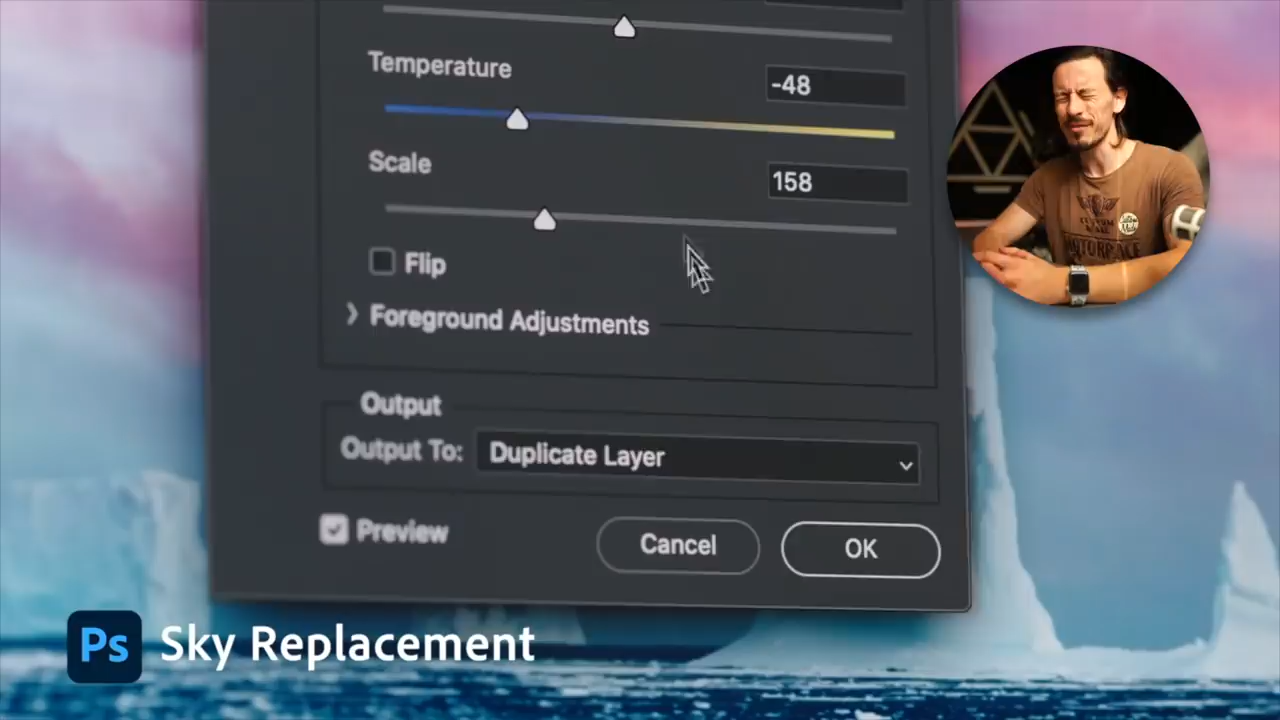 Temperature
-48
Scale
158
Flip
Foreground Adjustments
Output
Output To: Duplicate Layer
Preview
Cancel
OK
Ps Sky Replacement